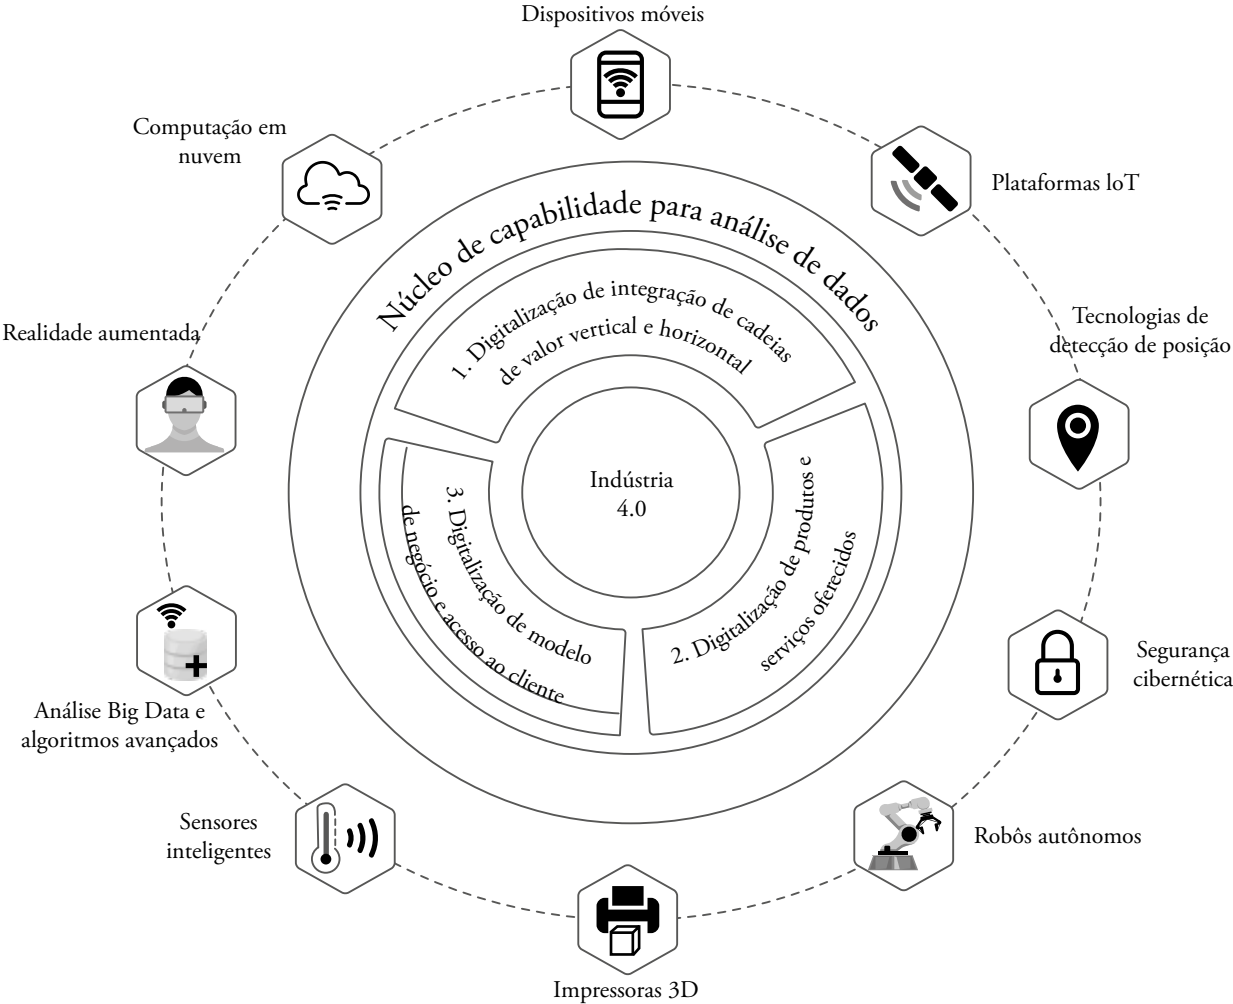 Dispositivos móveis
Computação em
nuvem
Plataformas loT
Núcleo de capabilidade para análise de dados
1. Digitalização de integração de cadeias
de valor vertical e horizontal
Realidade aumentada
Tecnologias de
detecção de posição
Indústria
4.0
2. Digitalização de produtos e
serviços oferecidos
3. Digitalização de modelo
de negócio e acesso ao cliente
Segurança
cibernética
Análise Big Data e
algoritmos avançados
Sensores
inteligentes
Robôs autônomos
Impressoras 3D